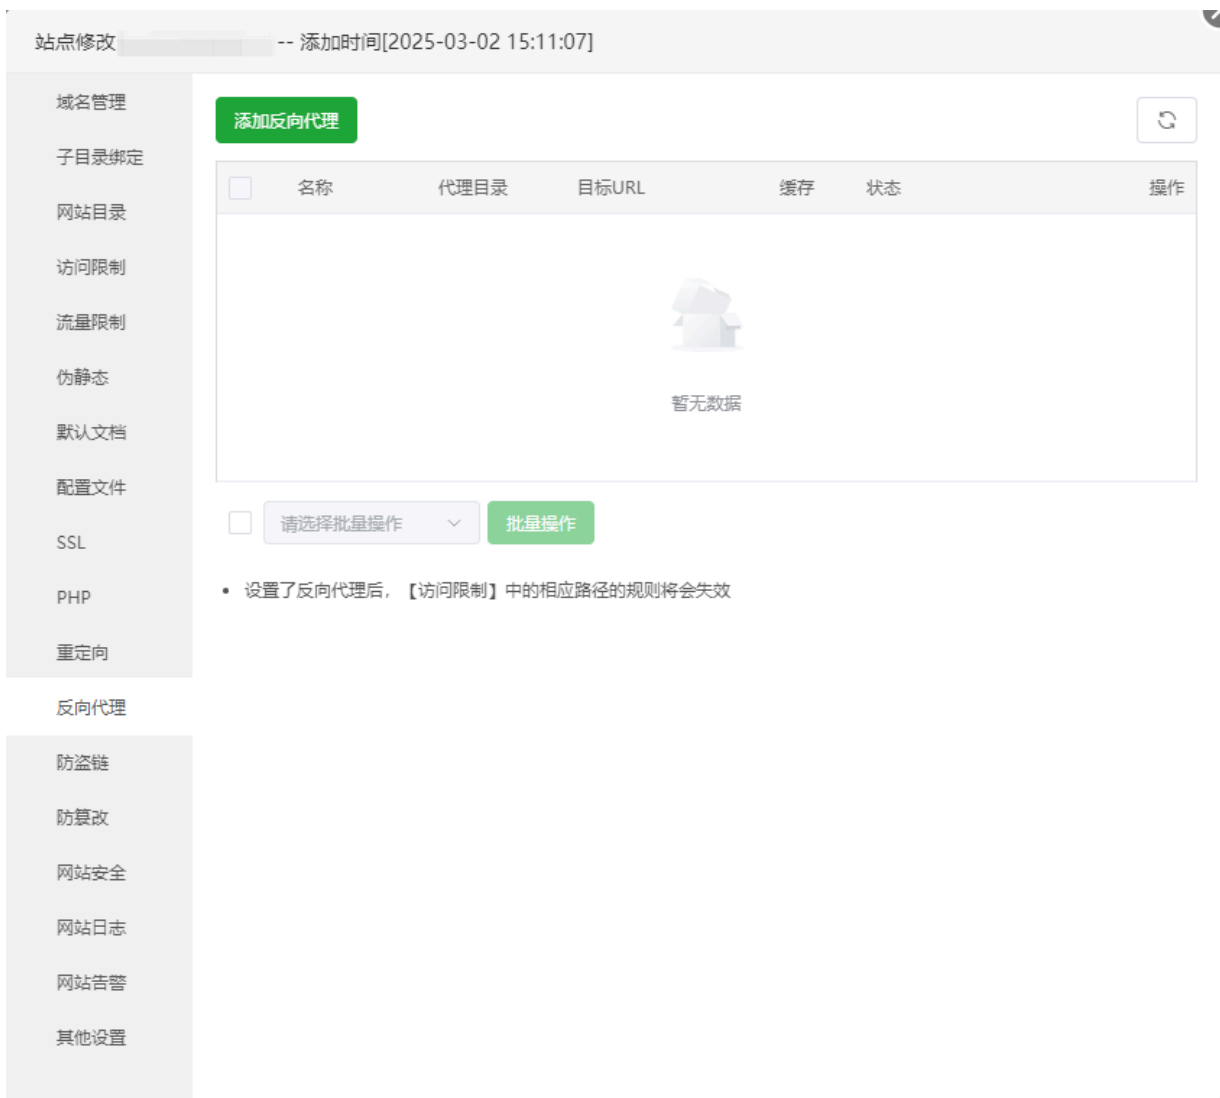 站点修改 -- 添加时间[2025-03-02 15:11:07]
域名管理
子目录绑定
网站目录
访问限制
流量限制
伪静态
默认文档
配置文件
SSL
PHP
重定向
反向代理
防盗链
防篡改
网站安全
网站日志
网站告警
其他设置
添加反向代理
名称 代理目录 目标URL 缓存 状态 操作
暂无数据
请选择批量操作 批量操作
设置了反向代理后，【访问限制】中的相应路径的规则将会失效